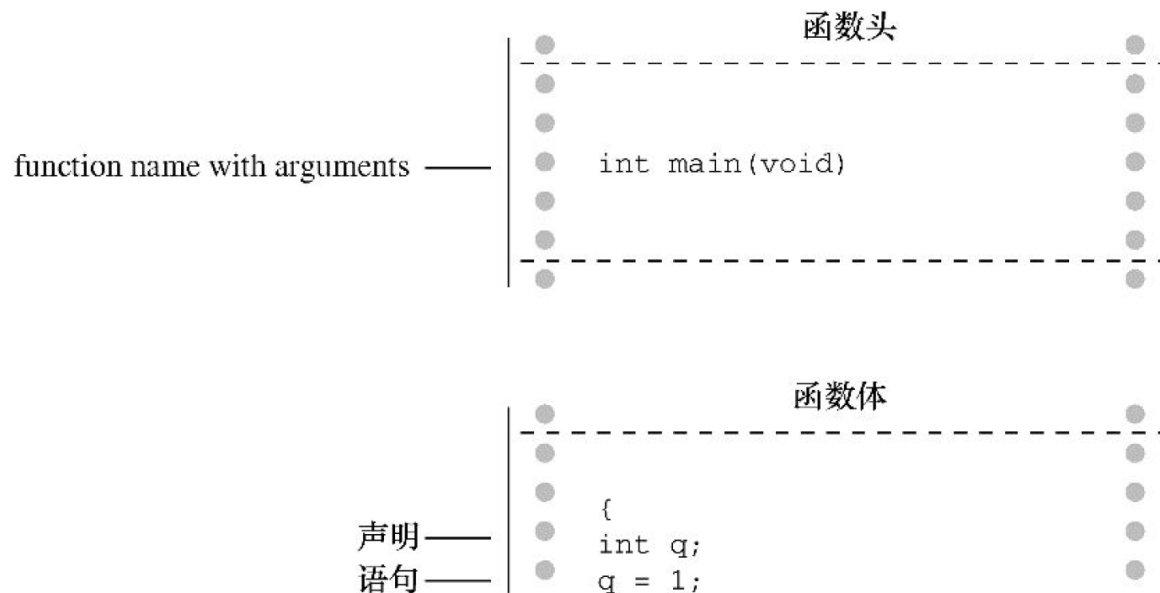 函数头
function name with arguments
int main(void)
函数体
{
声明
int q;
语句
q = 1;